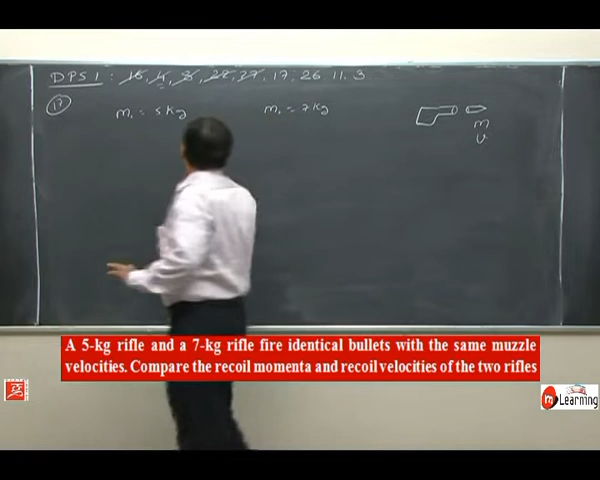 DPS 1 : 16, 4, 8, 22, 27, 17, 26, 11, 3
17
m₁ = 5 kg m₁ = 7 kg
m
v
A 5-kg rifle and a 7-kg rifle fire identical bullets with the same muzzle
velocities. Compare the recoil momenta and recoil velocities of the two rifles
m Learning